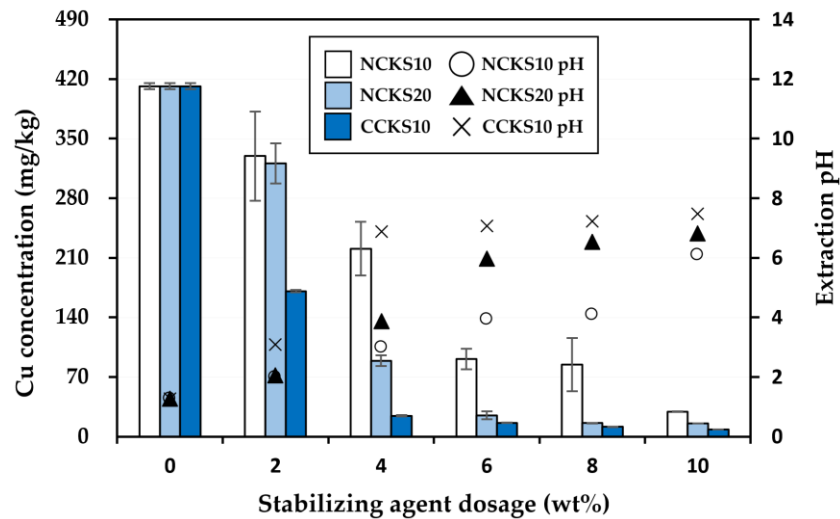 490
420
350
280
210
140
70
0
Cu concentration (mg/kg)
NCKS10
NCKS10 pH
NCKS20
NCKS20 pH
CCKS10
CCKS10 pH
14
12
10
8
6
4
2
0
Extraction pH
0 2 4 6 8 10
Stabilizing agent dosage (wt%)